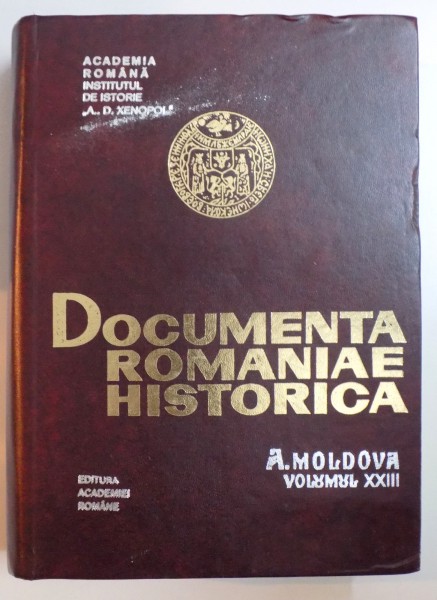 ACADEMIA
ROMÂNĂ
INSTITUTUL
DE ISTORIE
„A. D. XENOPOL"
DOCUMENTA
ROMANIAE
HISTORICA
A. MOLDOVA
VOLUMUL XXIII
EDITURA
ACADEMIEI
ROMÂNE